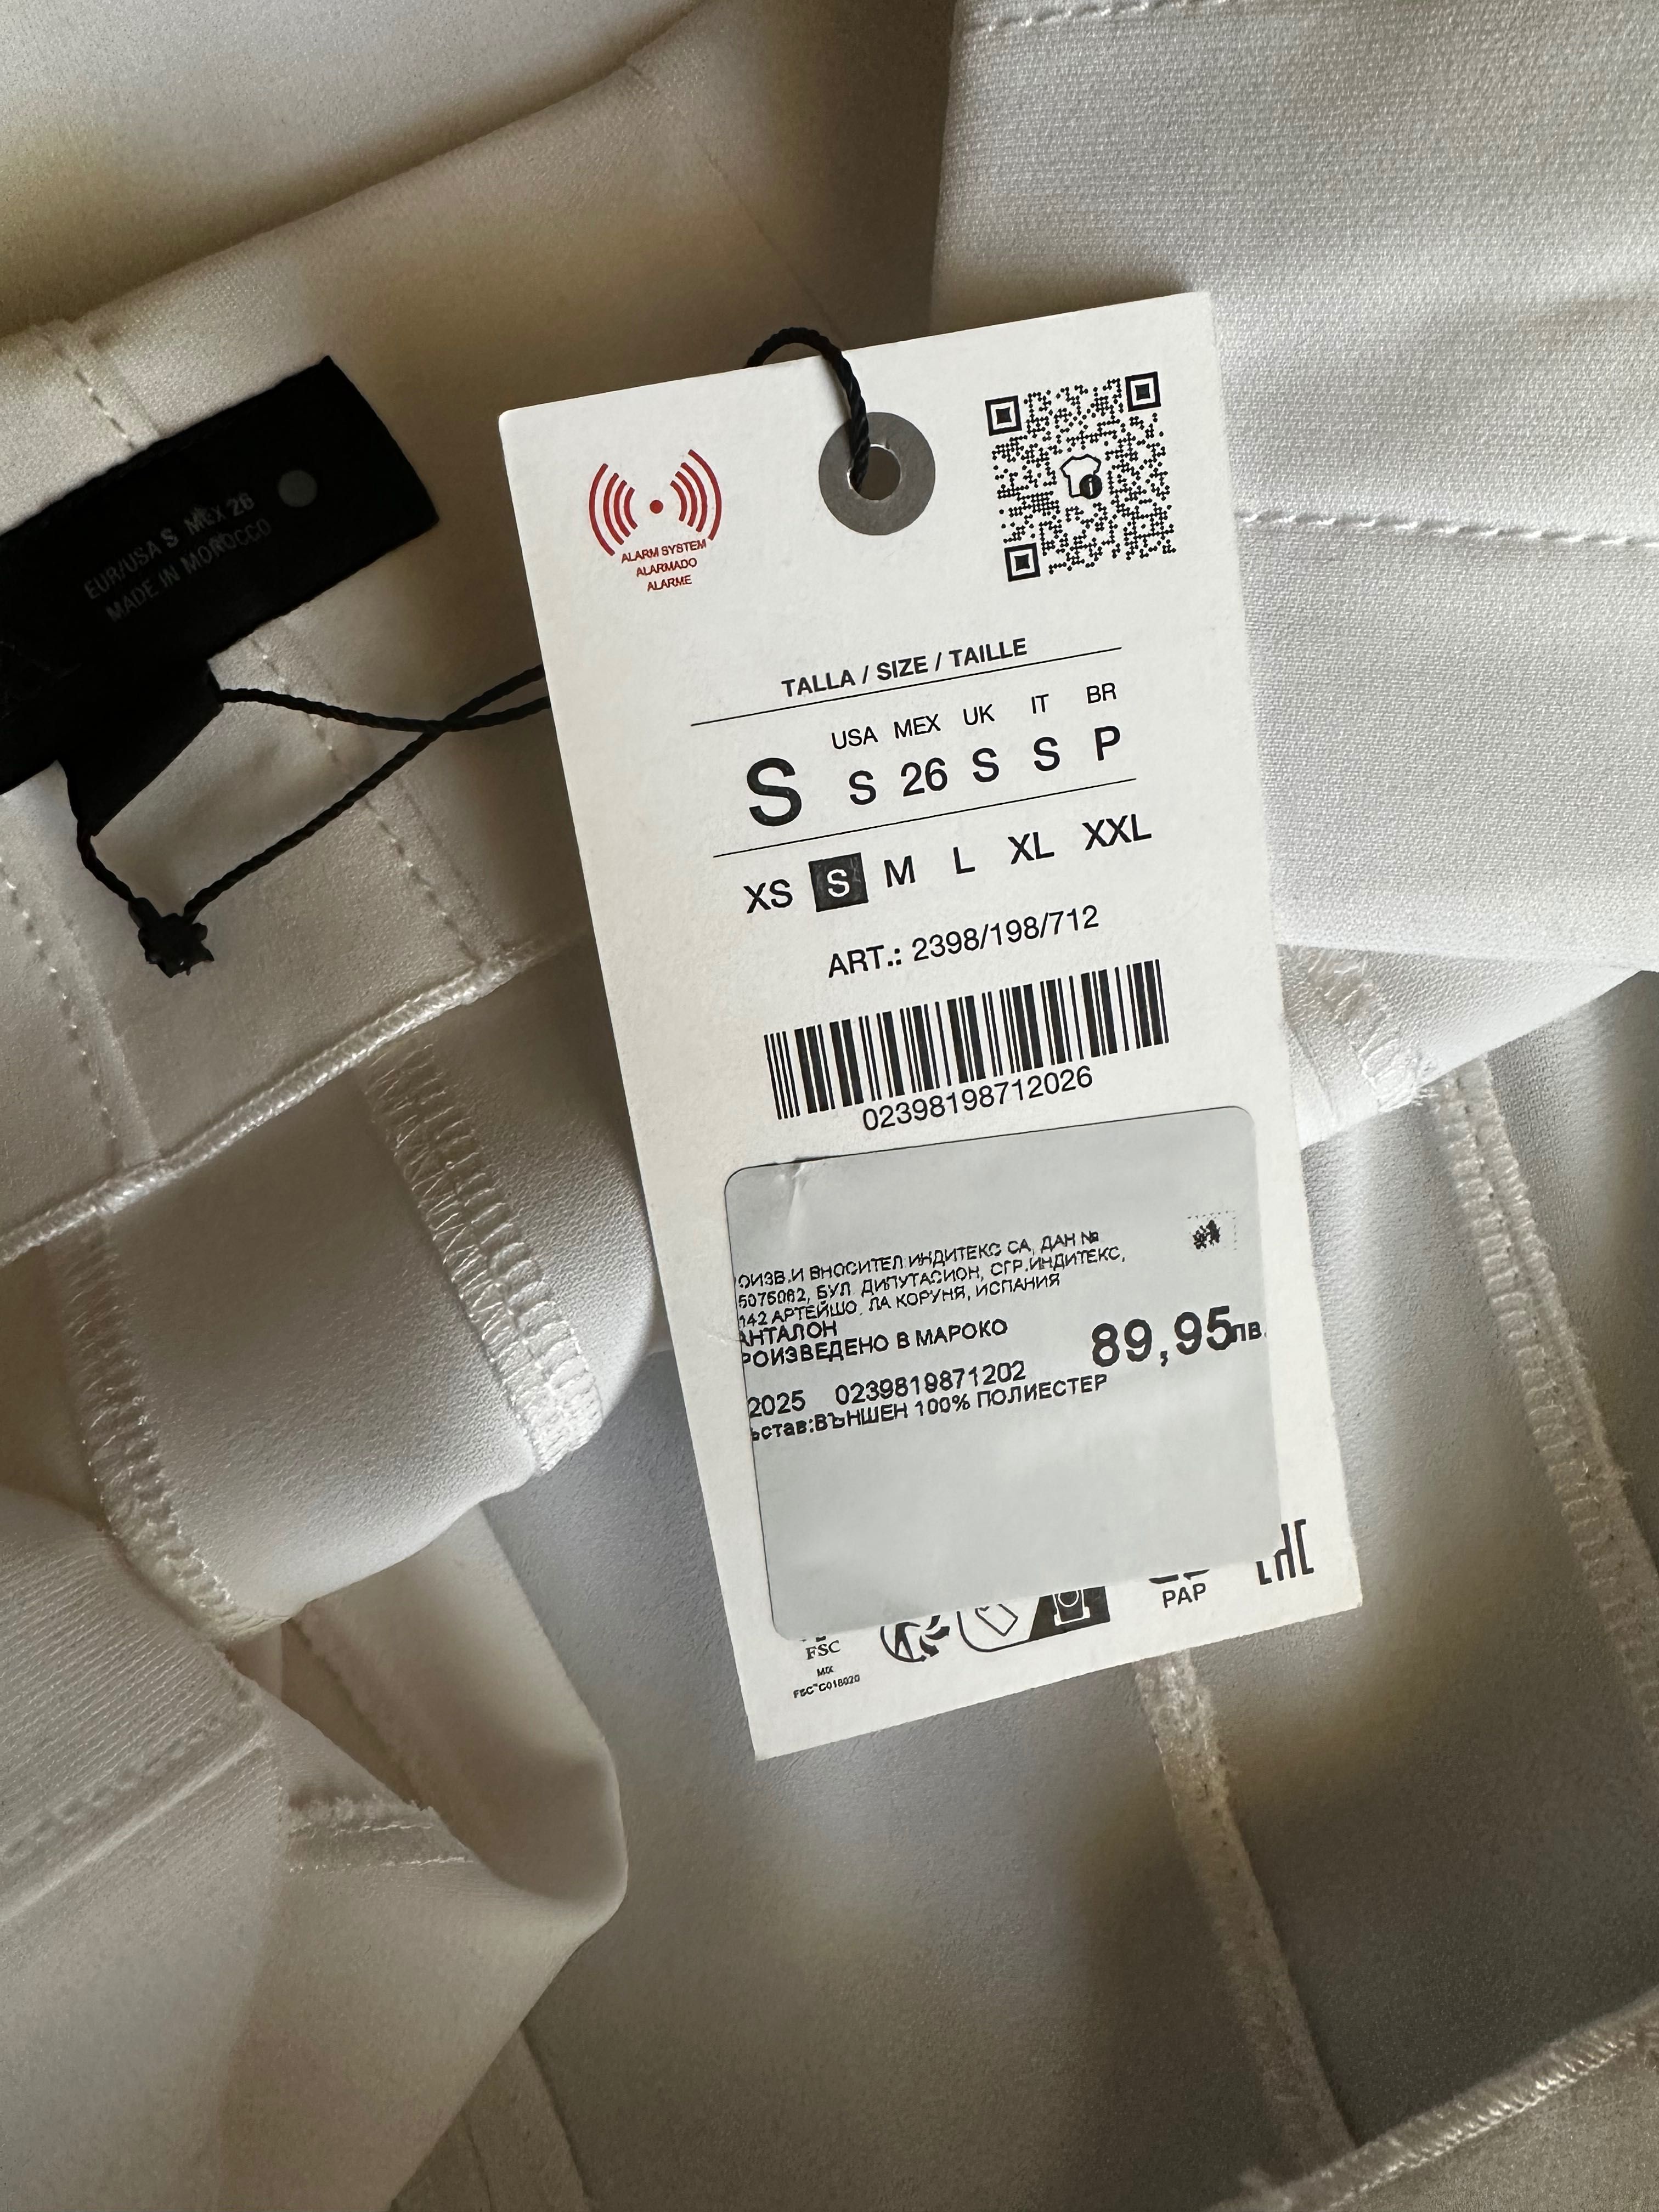 EUR/USA S MEX 26
MADE IN MOROCCO
ALARM SYSTEM
ALARMADO
ALARME
TALLA / SIZE / TAILLE
USA MEX UK IT BR
S S 26 S S P
XS S M L XL XXL
ART.: 2398/198/712
02398198712026
ОИЗВ.И ВНОСИТЕЛ ИНДИТЕКС СА, ДАН №
5075062, БУЛ. ДИПУТАСИОН, СГР.ИНДИТЕКС,
142 АРТЕЙШО, ЛА КОРУНЯ, ИСПАНИЯ
АНТАЛОН
РОИЗВЕДЕНО В МАРОКО
89,95лв.
2025 0239819871202
ъстав:ВЪНШЕН 100% ПОЛИЕСТЕР
FSC
MIX
FSC™ C018020
PAP